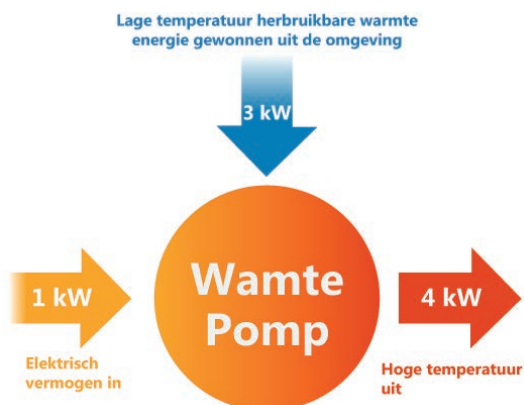 Lage temperatuur herbruikbare warmte
energie gewonnen uit de omgeving
3 kW
1 kW
Wamte
Pomp
4 kW
Elektrisch
vermogen in
Hoge temperatuur
uit